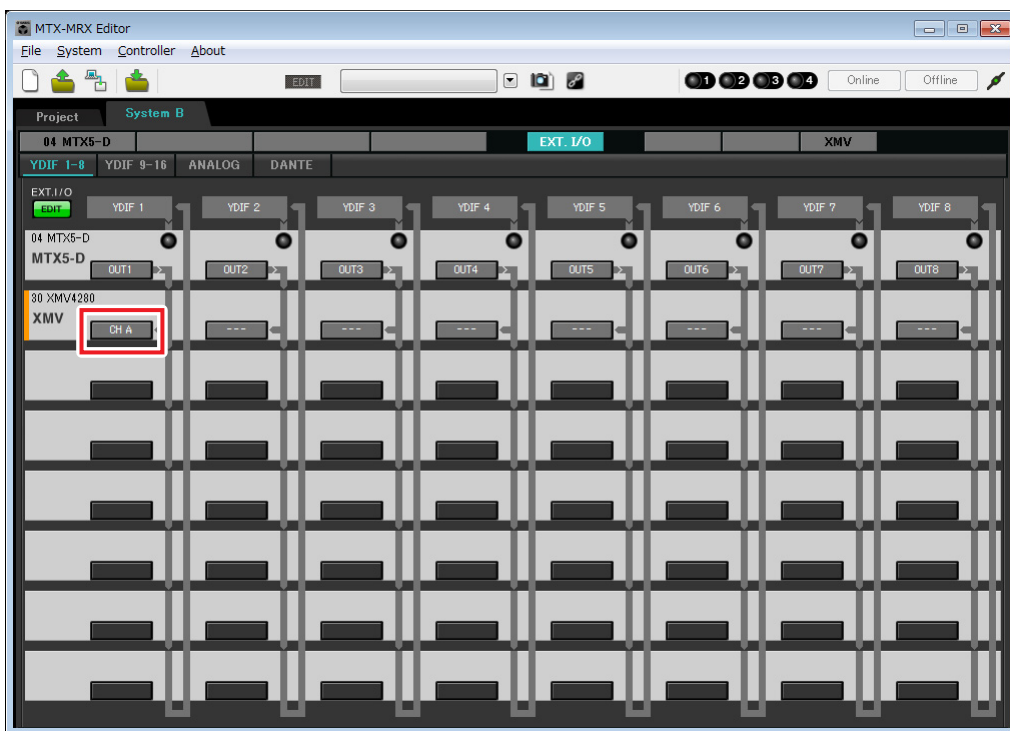 MTX-MRX Editor
File System Controller About
EDIT 1 2 3 4 Online Offline
Project System B
04 MTX5-D EXT. I/O XMV
YDIF 1-8 YDIF 9-16 ANALOG DANTE
EXT.I/O
EDIT YDIF 1 YDIF 2 YDIF 3 YDIF 4 YDIF 5 YDIF 6 YDIF 7 YDIF 8
04 MTX5-D
MTX5-D
OUT1 OUT2 OUT3 OUT4 OUT5 OUT6 OUT7 OUT8
30 XMV4280
XMV
CH A --- --- --- --- --- --- ---